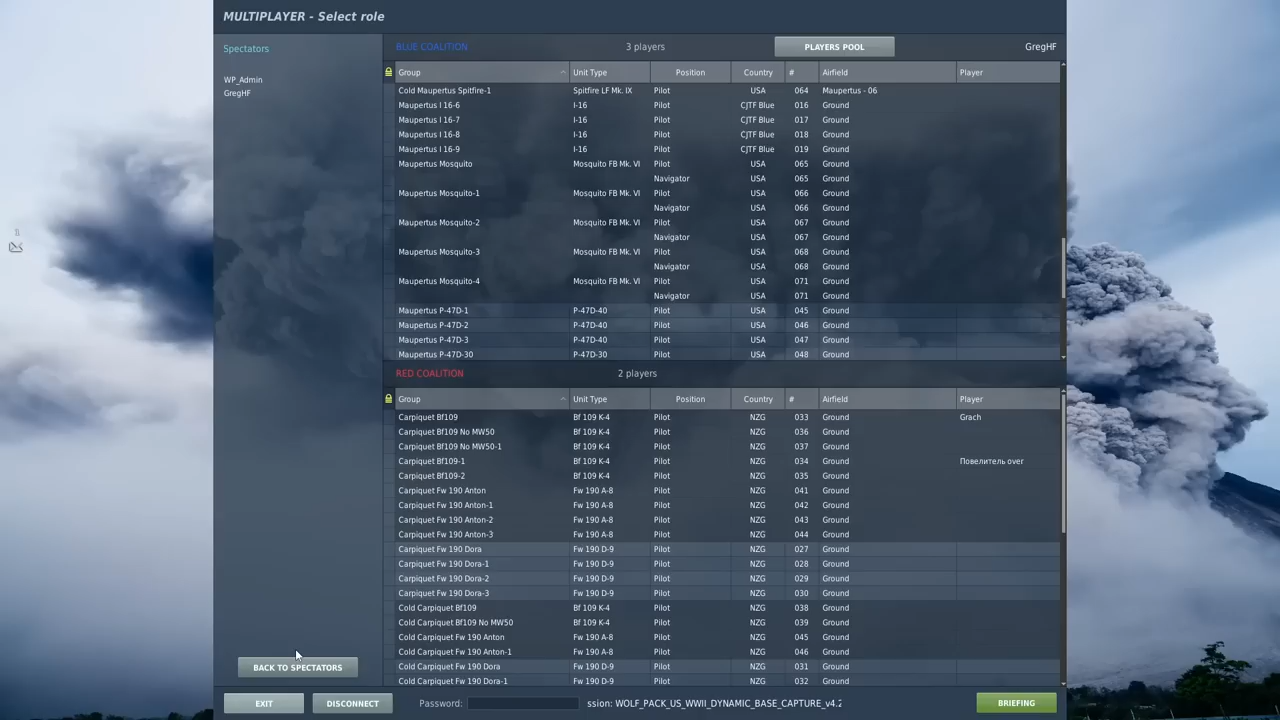 MULTIPLAYER - Select role
Spectators
WP_Admin
GregHF
BLUE COALITION 3 players PLAYERS POOL GregHF
Group Unit Type Position Country # Airfield Player
Cold Maupertus Spitfire-1 Spitfire LF Mk. IX Pilot USA 064 Maupertus - 06
Maupertus I 16-6 I-16 Pilot CJTF Blue 016 Ground
Maupertus I 16-7 I-16 Pilot CJTF Blue 017 Ground
Maupertus I 16-8 I-16 Pilot CJTF Blue 018 Ground
Maupertus I 16-9 I-16 Pilot CJTF Blue 019 Ground
Maupertus Mosquito Mosquito FB Mk. VI Pilot USA 065 Ground
Navigator USA 065 Ground
Maupertus Mosquito-1 Mosquito FB Mk. VI Pilot USA 066 Ground
Navigator USA 066 Ground
Maupertus Mosquito-2 Mosquito FB Mk. VI Pilot USA 067 Ground
Navigator USA 067 Ground
Maupertus Mosquito-3 Mosquito FB Mk. VI Pilot USA 068 Ground
Navigator USA 068 Ground
Maupertus Mosquito-4 Mosquito FB Mk. VI Pilot USA 071 Ground
Navigator USA 071 Ground
Maupertus P-47D-1 P-47D-40 Pilot USA 045 Ground
Maupertus P-47D-2 P-47D-40 Pilot USA 046 Ground
Maupertus P-47D-3 P-47D-40 Pilot USA 047 Ground
Maupertus P-47D-30 P-47D-30 Pilot USA 048 Ground
RED COALITION 2 players
Group Unit Type Position Country # Airfield Player
Carpiquet Bf109 Bf 109 K-4 Pilot NZG 033 Ground Grach
Carpiquet Bf109 No MW50 Bf 109 K-4 Pilot NZG 036 Ground
Carpiquet Bf109 No MW50-1 Bf 109 K-4 Pilot NZG 037 Ground
Carpiquet Bf109-1 Bf 109 K-4 Pilot NZG 034 Ground Повелитель over
Carpiquet Bf109-2 Bf 109 K-4 Pilot NZG 035 Ground
Carpiquet Fw 190 Anton Fw 190 A-8 Pilot NZG 041 Ground
Carpiquet Fw 190 Anton-1 Fw 190 A-8 Pilot NZG 042 Ground
Carpiquet Fw 190 Anton-2 Fw 190 A-8 Pilot NZG 043 Ground
Carpiquet Fw 190 Anton-3 Fw 190 A-8 Pilot NZG 044 Ground
Carpiquet Fw 190 Dora Fw 190 D-9 Pilot NZG 027 Ground
Carpiquet Fw 190 Dora-1 Fw 190 D-9 Pilot NZG 028 Ground
Carpiquet Fw 190 Dora-2 Fw 190 D-9 Pilot NZG 029 Ground
Carpiquet Fw 190 Dora-3 Fw 190 D-9 Pilot NZG 030 Ground
Cold Carpiquet Bf109 Bf 109 K-4 Pilot NZG 038 Ground
Cold Carpiquet Bf109 No MW50 Bf 109 K-4 Pilot NZG 039 Ground
Cold Carpiquet Fw 190 Anton Fw 190 A-8 Pilot NZG 045 Ground
Cold Carpiquet Fw 190 Anton-1 Fw 190 A-8 Pilot NZG 046 Ground
Cold Carpiquet Fw 190 Dora Fw 190 D-9 Pilot NZG 031 Ground
Cold Carpiquet Fw 190 Dora-1 Fw 190 D-9 Pilot NZG 032 Ground
BACK TO SPECTATORS
EXIT DISCONNECT Password: ssion: WOLF_PACK_US_WWII_DYNAMIC_BASE_CAPTURE_v4.2 BRIEFING